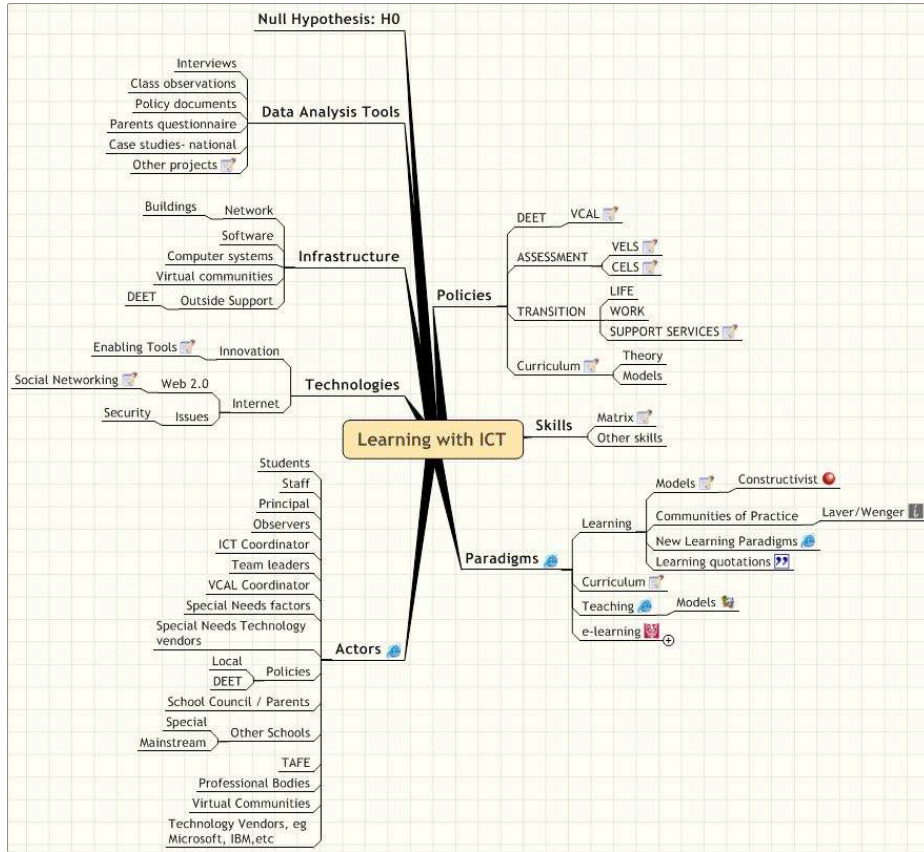 Null Hypothesis: H0
Interviews
Class observations
Policy documents
Parents questionnaire
Case studies- national
Other projects
Data Analysis Tools
Buildings
Network
Software
Computer systems
Virtual communities
DEET
Outside Support
Infrastructure
Enabling Tools
Innovation
Social Networking
Web 2.0
Security
Issues
Internet
Technologies
Learning with ICT
Students
Staff
Principal
Observers
ICT Coordinator
Team leaders
VCAL Coordinator
Special Needs factors
Special Needs Technology
vendors
Local
DEET
Policies
School Council / Parents
Special
Mainstream
Other Schools
TAFE
Professional Bodies
Virtual Communities
Technology Vendors, eg
Microsoft, IBM,etc
Actors
Policies
DEET
VCAL
ASSESSMENT
VELS
CELS
TRANSITION
LIFE
WORK
SUPPORT SERVICES
Curriculum
Theory
Models
Skills
Matrix
Other skills
Paradigms
Learning
Models
Constructivist
Communities of Practice
Laver/Wenger
New Learning Paradigms
Learning quotations
Curriculum
Teaching
Models
e-learning